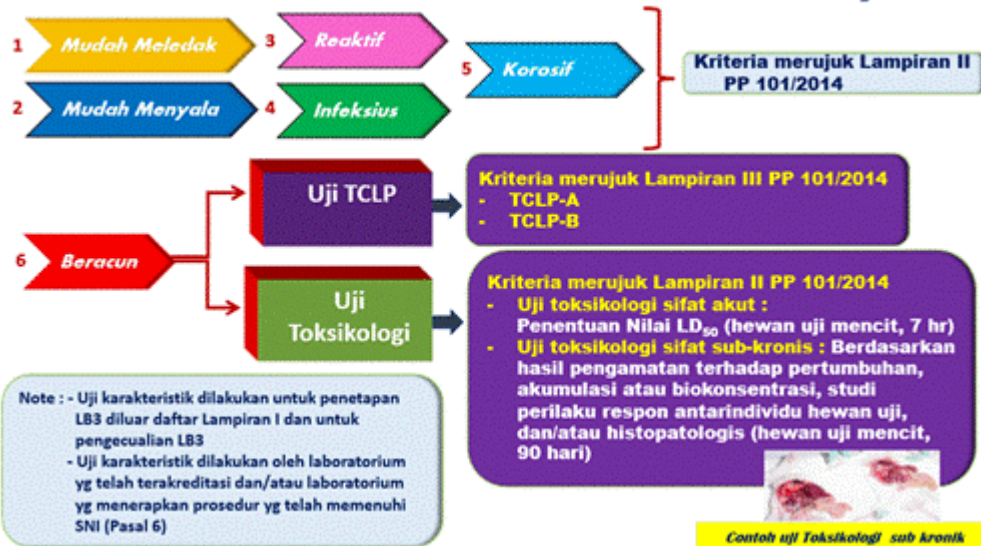 1 Mudah Meledak
2 Mudah Menyala
3 Reaktif
4 Infeksius
5 Korosif
Kriteria merujuk Lampiran II
PP 101/2014
6 Beracun
Uji TCLP
Kriteria merujuk Lampiran III PP 101/2014
- TCLP-A
- TCLP-B
Uji
Toksikologi
Kriteria merujuk Lampiran II PP 101/2014
- Uji toksikologi sifat akut :
Penentuan Nilai LD₅₀ (hewan uji mencit, 7 hr)
- Uji toksikologi sifat sub-kronis : Berdasarkan
hasil pengamatan terhadap pertumbuhan,
akumulasi atau biokonsentrasi, studi
perilaku respon antarindividu hewan uji,
dan/atau histopatologis (hewan uji mencit,
90 hari)
Note : - Uji karakteristik dilakukan untuk penetapan
LB3 diluar daftar Lampiran I dan untuk
pengecualian LB3
- Uji karakteristik dilakukan oleh laboratorium
yg telah terakreditasi dan/atau laboratorium
yg menerapkan prosedur yg telah memenuhi
SNI (Pasal 6)
Contoh uji Toksikologi sub kronik